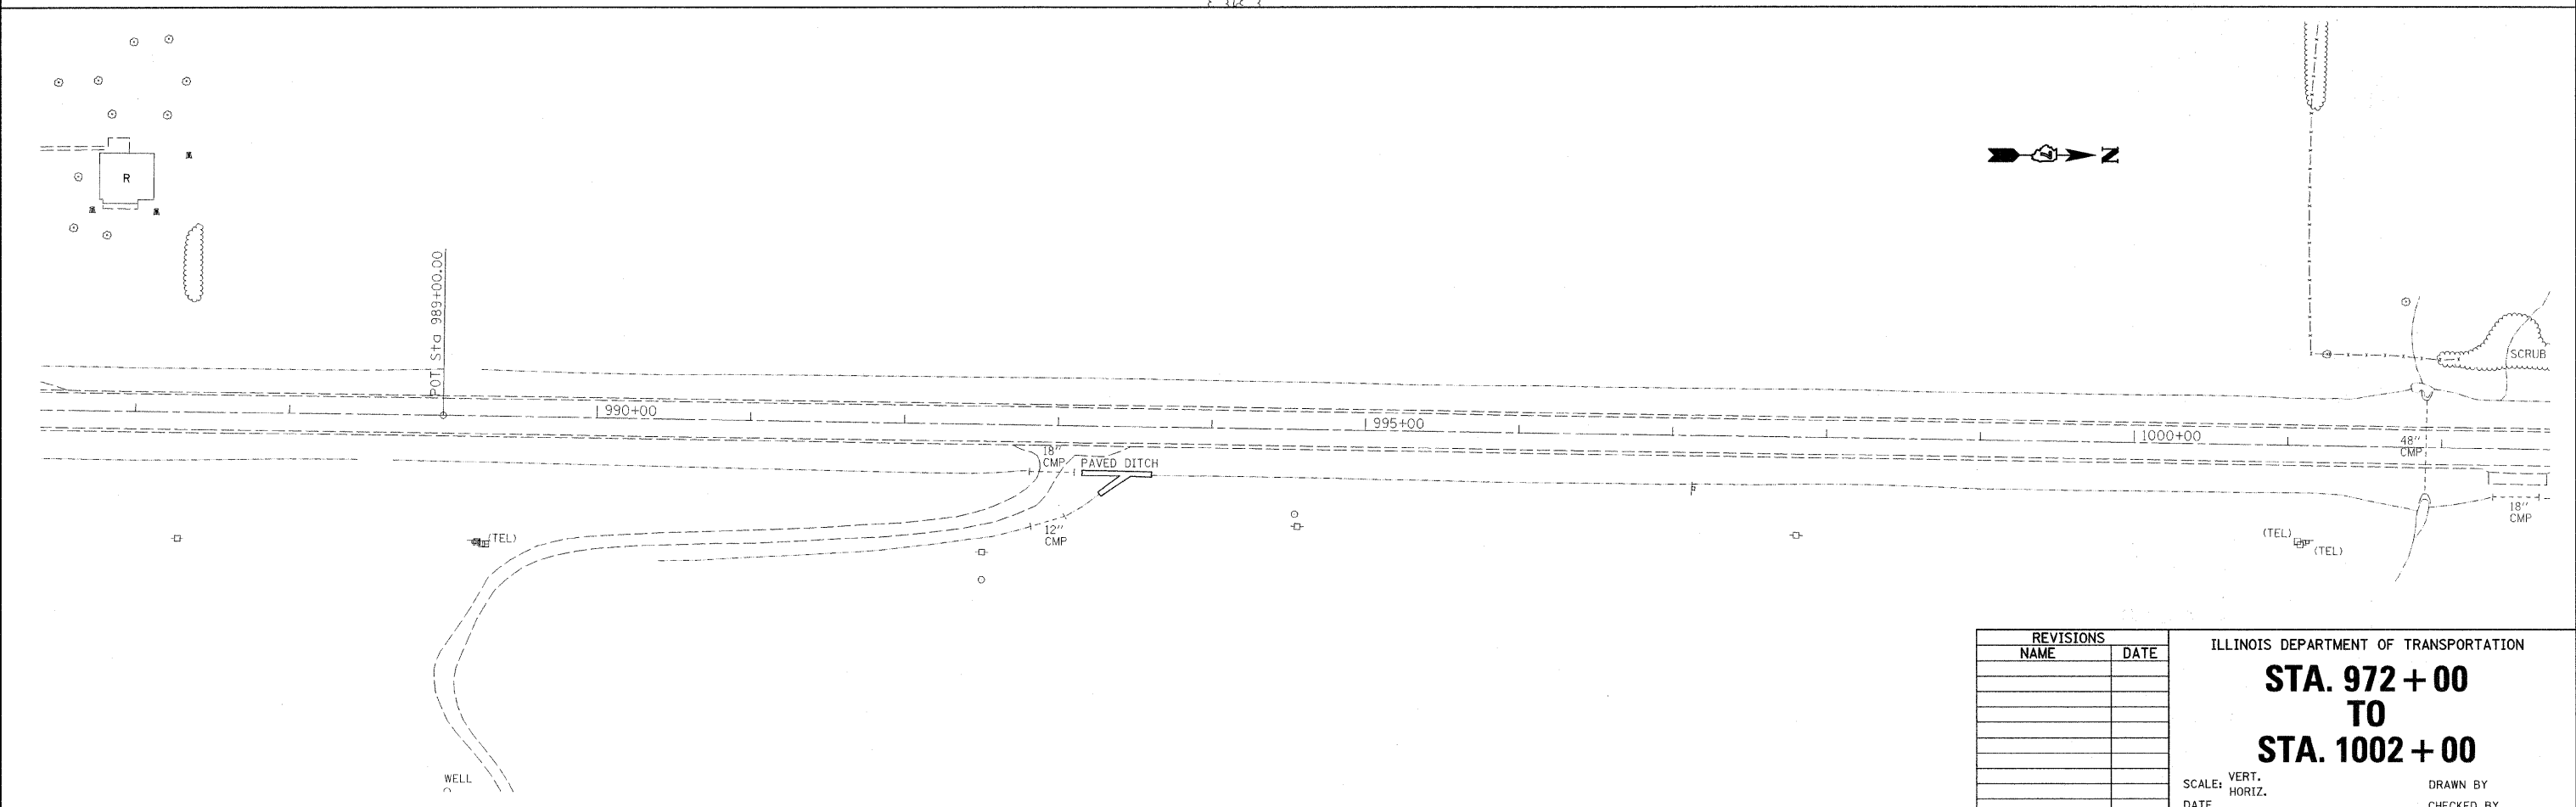 R
N
POT Sta 989+00.00
SCRUB
990+00
995+00
1000+00
48" CMP
18" CMP
PAVED DITCH
12" CMP
18" CMP
(TEL)
(TEL)
(TEL)
WELL
REVISIONS
NAME DATE
ILLINOIS DEPARTMENT OF TRANSPORTATION
STA. 972+00
TO
STA. 1002+00
SCALE: VERT.
HORIZ.
DRAWN BY
DATE
CHECKED BY